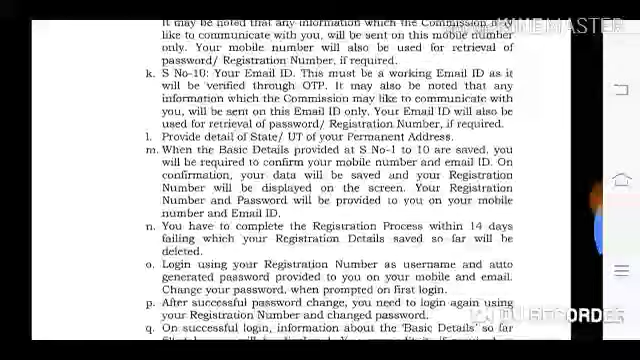 It may be noted that any information which the Commission may
like to communicate with you, will be sent on this mobile number
only. Your mobile number will also be used for retrieval of
password/ Registration Number, if required.
k. S No-10: Your Email ID. This must be a working Email ID as it
will be verified through OTP. It may also be noted that any
information which the Commission may like to communicate with
you, will be sent on this Email ID only. Your Email ID will also be
used for retrieval of password/ Registration Number, if required.
l. Provide detail of State/ UT of your Permanent Address.
m. When the Basic Details provided at S No-1 to 10 are saved, you
will be required to confirm your mobile number and email ID. On
confirmation, your data will be saved and your Registration
Number will be displayed on the screen. Your Registration
Number and Password will be provided to you on your mobile
number and Email ID.
n. You have to complete the Registration Process within 14 days
failing which your Registration Details saved so far will be
deleted.
o. Login using your Registration Number as username and auto
generated password provided to you on your mobile and email.
Change your password, when prompted on first login.
p. After successful password change, you need to login again using
your Registration Number and changed password.
q. On successful login, information about the 'Basic Details' so far
KINEMASTER
DU RECORDER